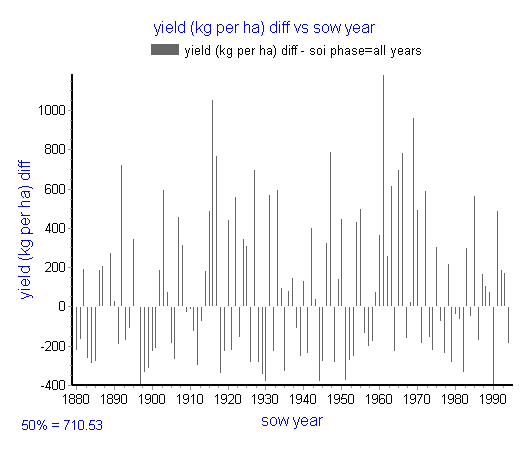 yield (kg per ha) diff vs sow year
yield (kg per ha) diff - soi phase=all years
yield (kg per ha) diff
1000
800
600
400
200
0
-200
-400
1880 1890 1900 1910 1920 1930 1940 1950 1960 1970 1980 1990
sow year
50% = 710.53